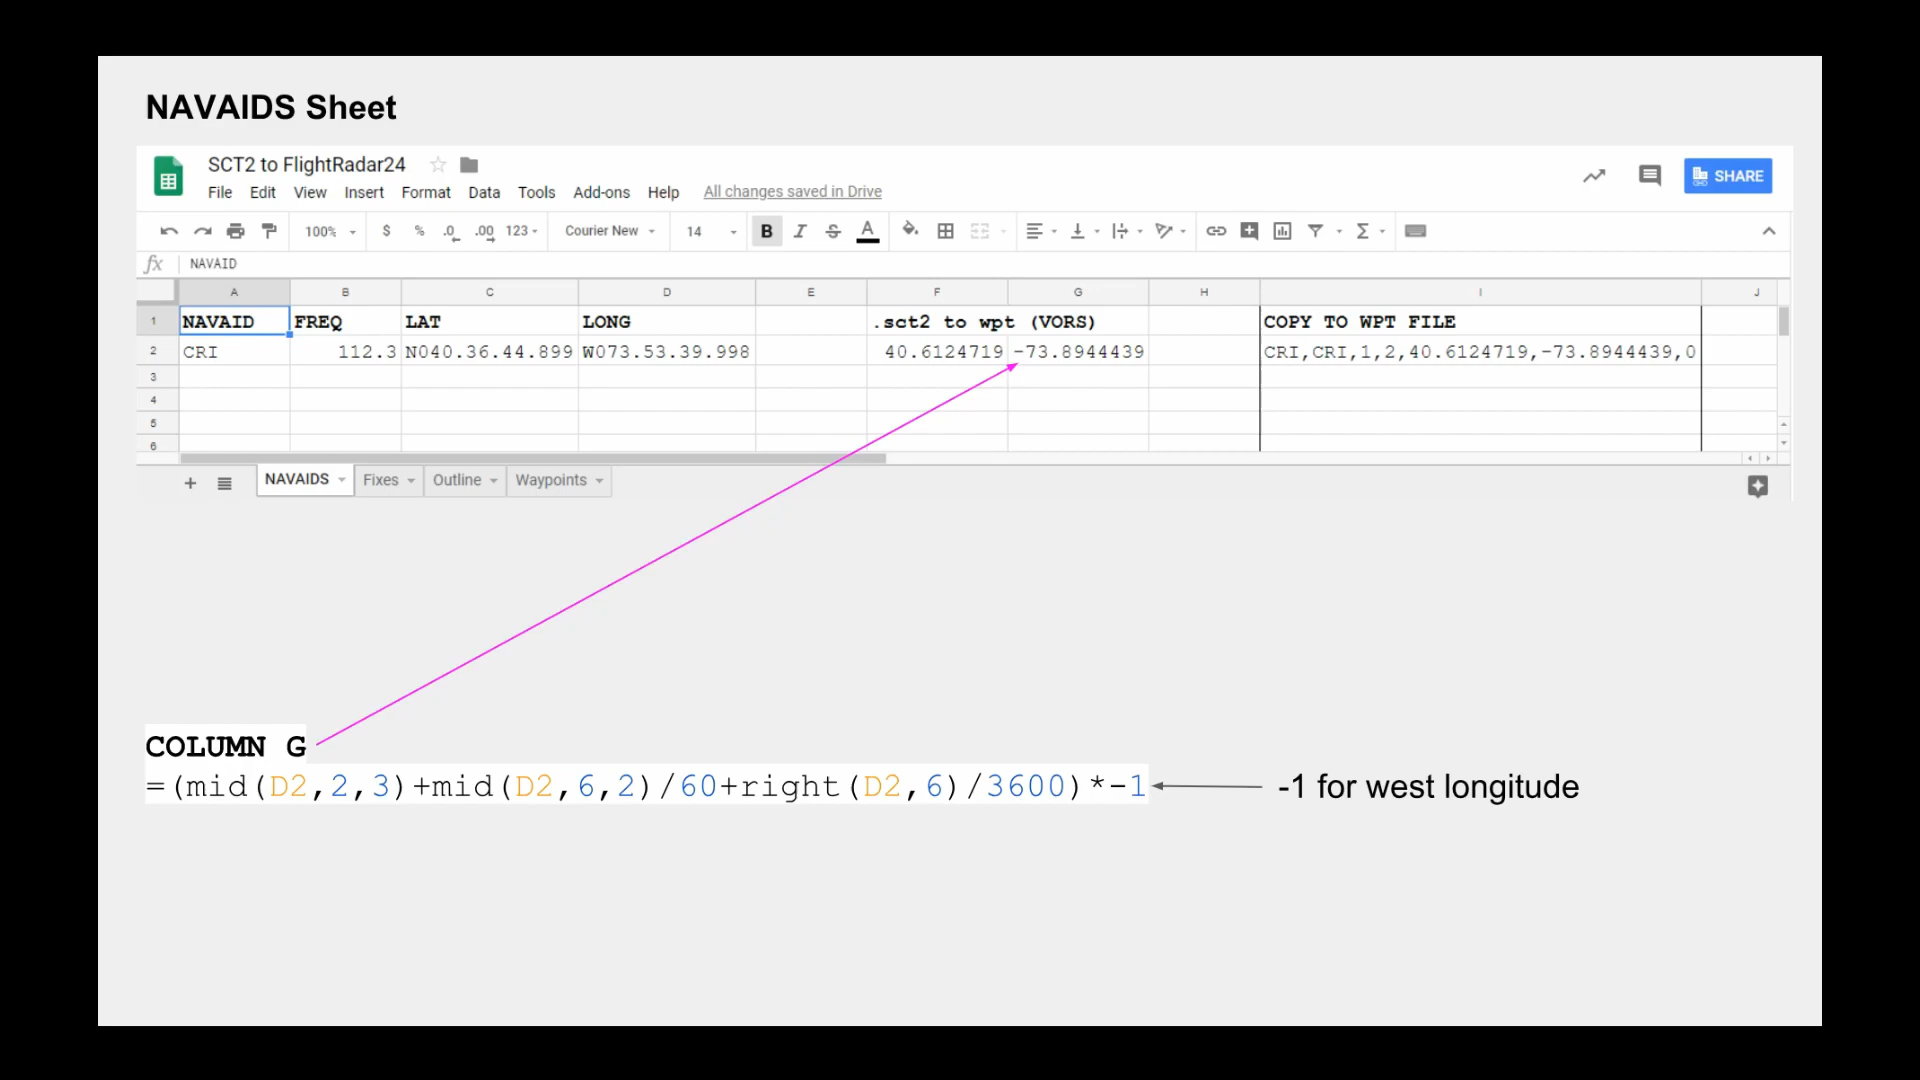 NAVAIDS Sheet
SCT2 to FlightRadar24
File Edit View Insert Format Data Tools Add-ons Help All changes saved in Drive
SHARE
100% $ % .0 .00 123 Courier New 14 B I S A
fx NAVAID
A B C D E F G H I J
1 NAVAID FREQ LAT LONG .sct2 to wpt (VORS) COPY TO WPT FILE
2 CRI 112.3 N040.36.44.899 W073.53.39.998 40.6124719 -73.8944439 CRI,CRI,1,2,40.6124719,-73.8944439,0
3
4
5
6
NAVAIDS Fixes Outline Waypoints
COLUMN G
=(mid(D2,2,3)+mid(D2,6,2)/60+right(D2,6)/3600)*-1
-1 for west longitude